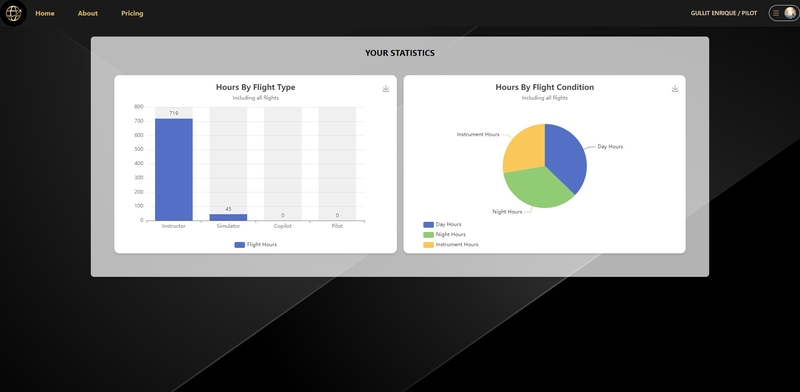 Home About Pricing GULLIT ENRIQUE / PILOT
YOUR STATISTICS
Hours By Flight Type
Including all flights
800
700
600
500
400
300
200
100
0
719
45
0
0
Instructor Simulator Copilot Pilot
Flight Hours
Hours By Flight Condition
Including all flights
Instrument Hours
Day Hours
Night Hours
Day Hours
Night Hours
Instrument Hours